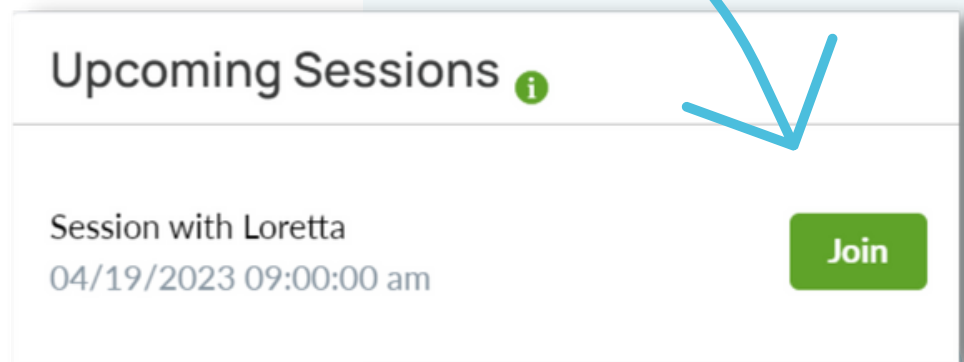 Upcoming Sessions i
Session with Loretta
04/19/2023 09:00:00 am
Join